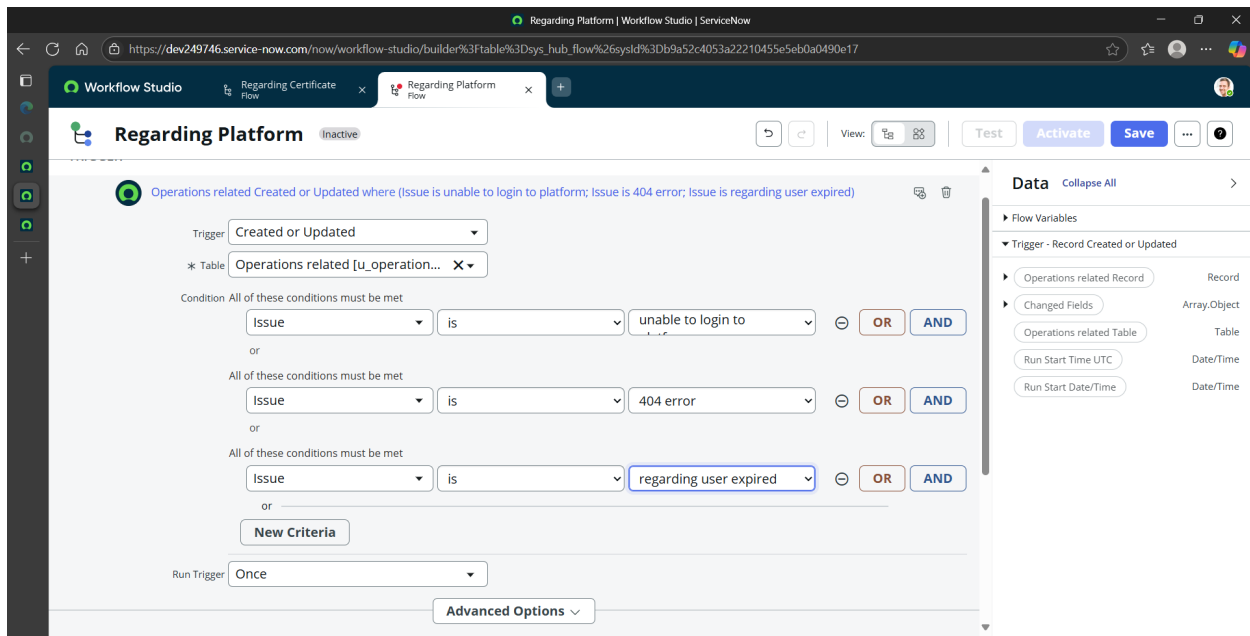 Regarding Platform | Workflow Studio | ServiceNow
https://dev249746.service-now.com/now/workflow-studio/builder%3Ftable%3Dsys_hub_flow%26sysId%3Db9a52c4053a22210455e5eb0a0490e17
Workflow Studio
Regarding Certificate
Flow
Regarding Platform
Flow
Regarding Platform Inactive
View:
Test
Activate
Save
Operations related Created or Updated where (Issue is unable to login to platform; Issue is 404 error; Issue is regarding user expired)
Trigger Created or Updated
* Table Operations related [u_operation...
Condition All of these conditions must be met
Issue is unable to login to
OR AND
or
All of these conditions must be met
Issue is 404 error
OR AND
or
All of these conditions must be met
Issue is regarding user expired
OR AND
or
New Criteria
Run Trigger Once
Advanced Options
Data Collapse All
Flow Variables
Trigger - Record Created or Updated
Operations related Record Record
Changed Fields Array.Object
Operations related Table Table
Run Start Time UTC Date/Time
Run Start Date/Time Date/Time